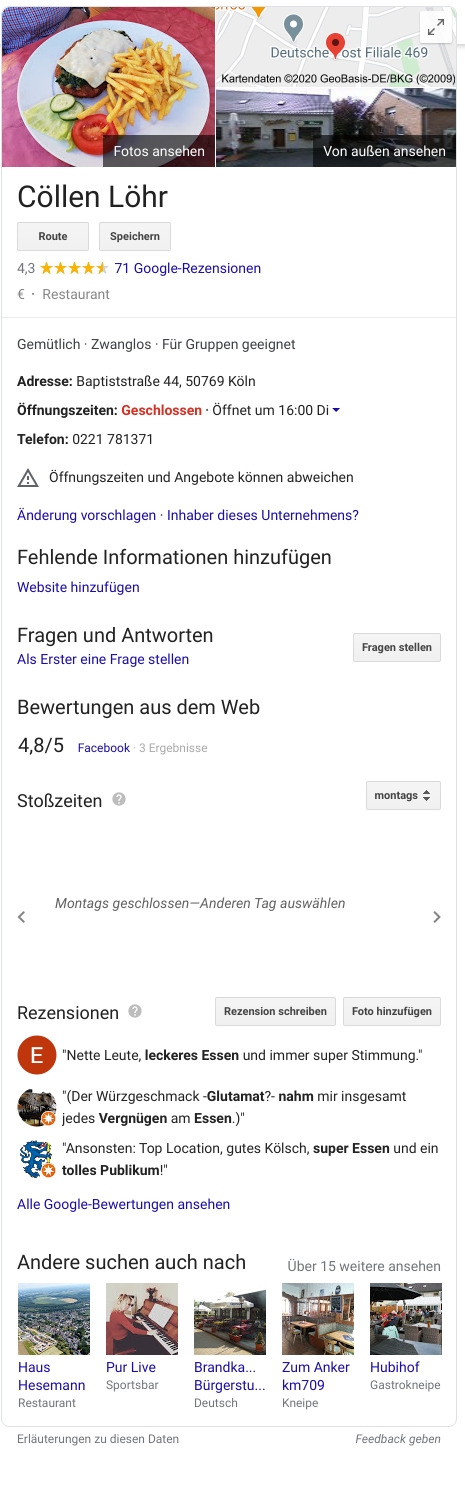 Deutsche Post Filiale 469
Kartendaten ©2020 GeoBasis-DE/BKG (©2009)
Fotos ansehen
Von außen ansehen
Cöllen Löhr
Route Speichern
4,3 71 Google-Rezensionen
€ · Restaurant
Gemütlich · Zwanglos · Für Gruppen geeignet
Adresse: Baptiststraße 44, 50769 Köln
Öffnungszeiten: Geschlossen · Öffnet um 16:00 Di
Telefon: 0221 781371
Öffnungszeiten und Angebote können abweichen
Änderung vorschlagen · Inhaber dieses Unternehmens?
Fehlende Informationen hinzufügen
Website hinzufügen
Fragen und Antworten
Fragen stellen
Als Erster eine Frage stellen
Bewertungen aus dem Web
4,8/5 Facebook · 3 Ergebnisse
Stoßzeiten ? montags
Montags geschlossen—Anderen Tag auswählen
Rezensionen ? Rezension schreiben Foto hinzufügen
E "Nette Leute, leckeres Essen und immer super Stimmung."
"(Der Würzgeschmack -Glutamat?- nahm mir insgesamt
jedes Vergnügen am Essen.)"
"Ansonsten: Top Location, gutes Kölsch, super Essen und ein
tolles Publikum!"
Alle Google-Bewertungen ansehen
Andere suchen auch nach Über 15 weitere ansehen
Haus Hesemann
Restaurant
Pur Live
Sportsbar
Brandka...
Bürgerstu...
Deutsch
Zum Anker
km709
Kneipe
Hubihof
Gastrokneipe
Erläuterungen zu diesen Daten Feedback geben